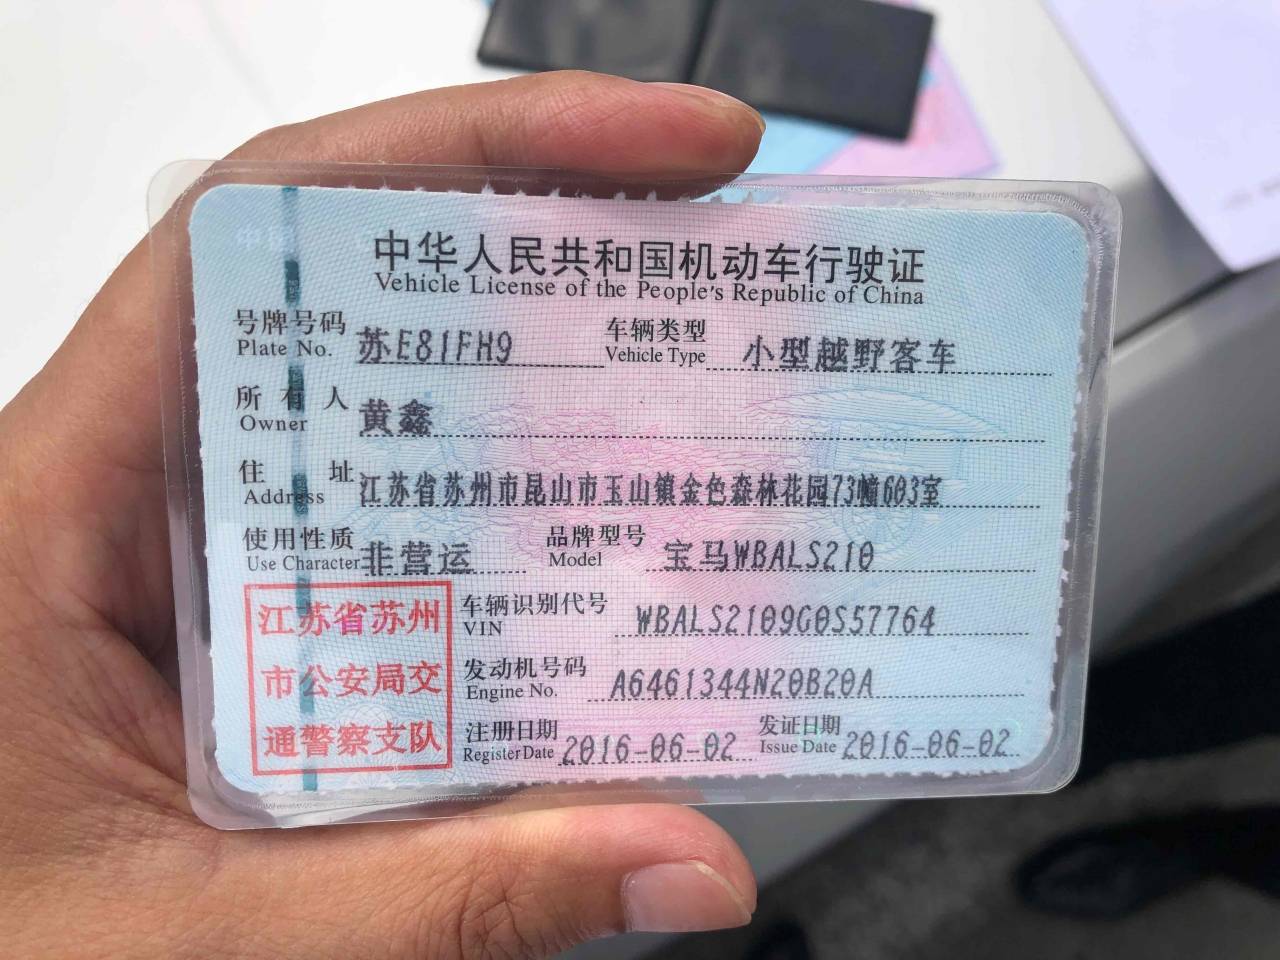 中华人民共和国机动车行驶证
Vehicle License of the People's Republic of China
号牌号码 苏E81FH9 车辆类型 小型越野客车
Plate No. Vehicle Type
所有人 黄鑫
Owner
住址 江苏省苏州市昆山市玉山镇金色森林花园73幢603室
Address
使用性质 非营运 品牌型号 宝马WBALS210
Use Character Model
江苏省苏州
市公安局交
通警察支队
车辆识别代号 WBALS2109G0S57764
VIN
发动机号码 A6461344N20B20A
Engine No.
注册日期 2016-06-02 发证日期 2016-06-02
Register Date Issue Date